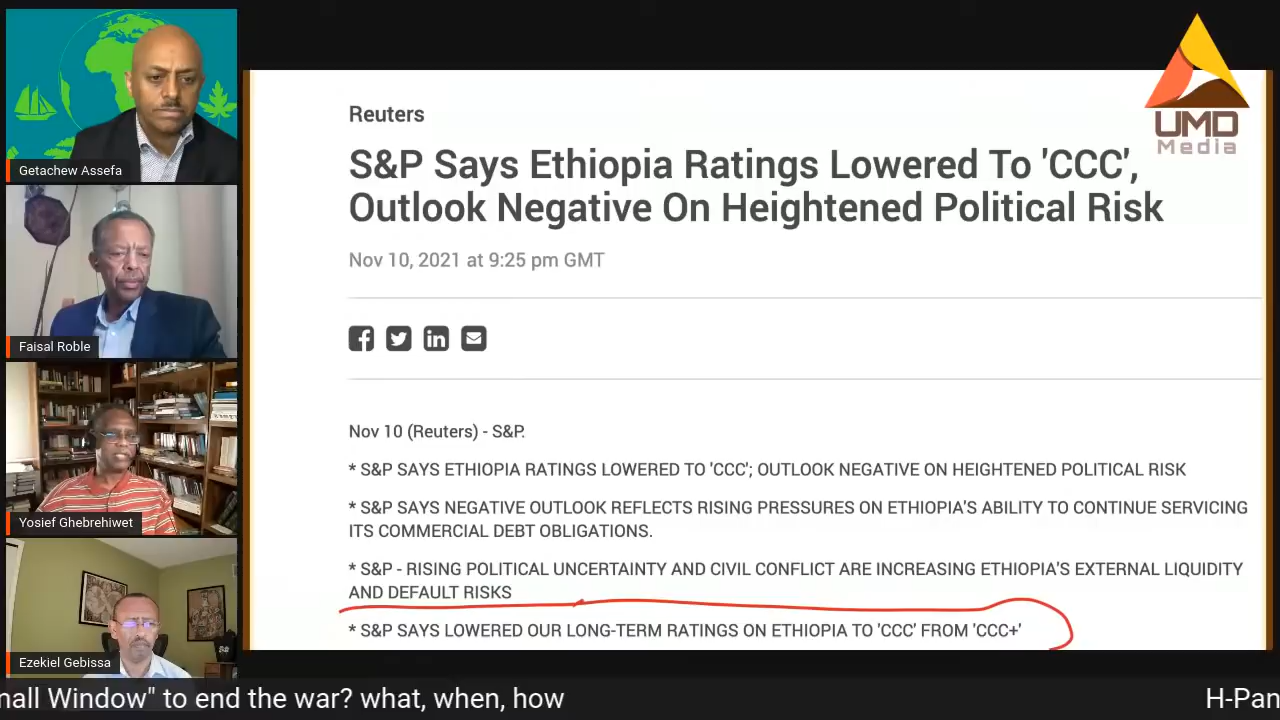 Getachew Assefa
Faisal Roble
Yosief Ghebrehiwet
Ezekiel Gebissa
UMD
Media
Reuters
S&P Says Ethiopia Ratings Lowered To 'CCC',
Outlook Negative On Heightened Political Risk
Nov 10, 2021 at 9:25 pm GMT
Nov 10 (Reuters) - S&P.
* S&P SAYS ETHIOPIA RATINGS LOWERED TO 'CCC'; OUTLOOK NEGATIVE ON HEIGHTENED POLITICAL RISK
* S&P SAYS NEGATIVE OUTLOOK REFLECTS RISING PRESSURES ON ETHIOPIA'S ABILITY TO CONTINUE SERVICING
ITS COMMERCIAL DEBT OBLIGATIONS.
* S&P - RISING POLITICAL UNCERTAINTY AND CIVIL CONFLICT ARE INCREASING ETHIOPIA'S EXTERNAL LIQUIDITY
AND DEFAULT RISKS
* S&P SAYS LOWERED OUR LONG-TERM RATINGS ON ETHIOPIA TO 'CCC' FROM 'CCC+'
mall Window" to end the war? what, when, how H-Pan